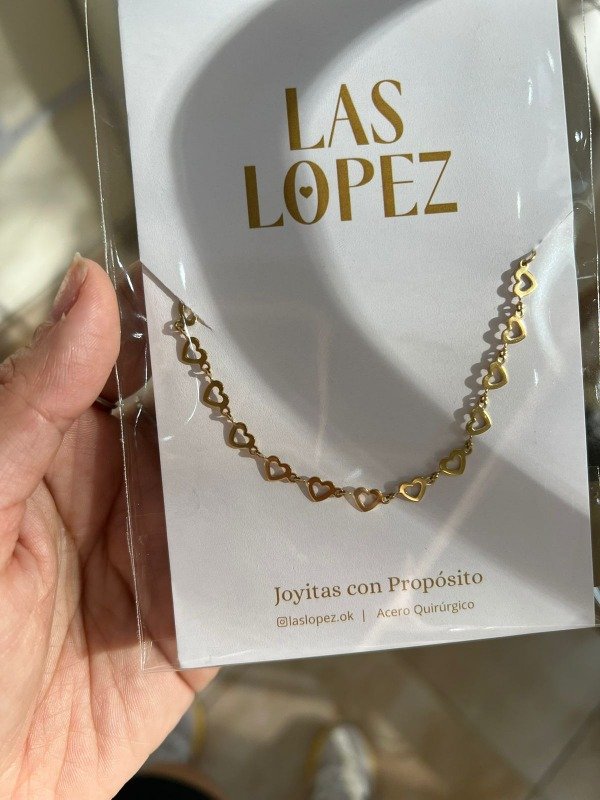 LAS
LOPEZ
Joyitas con Propósito
@laslopez.ok | Acero Quirúrgico